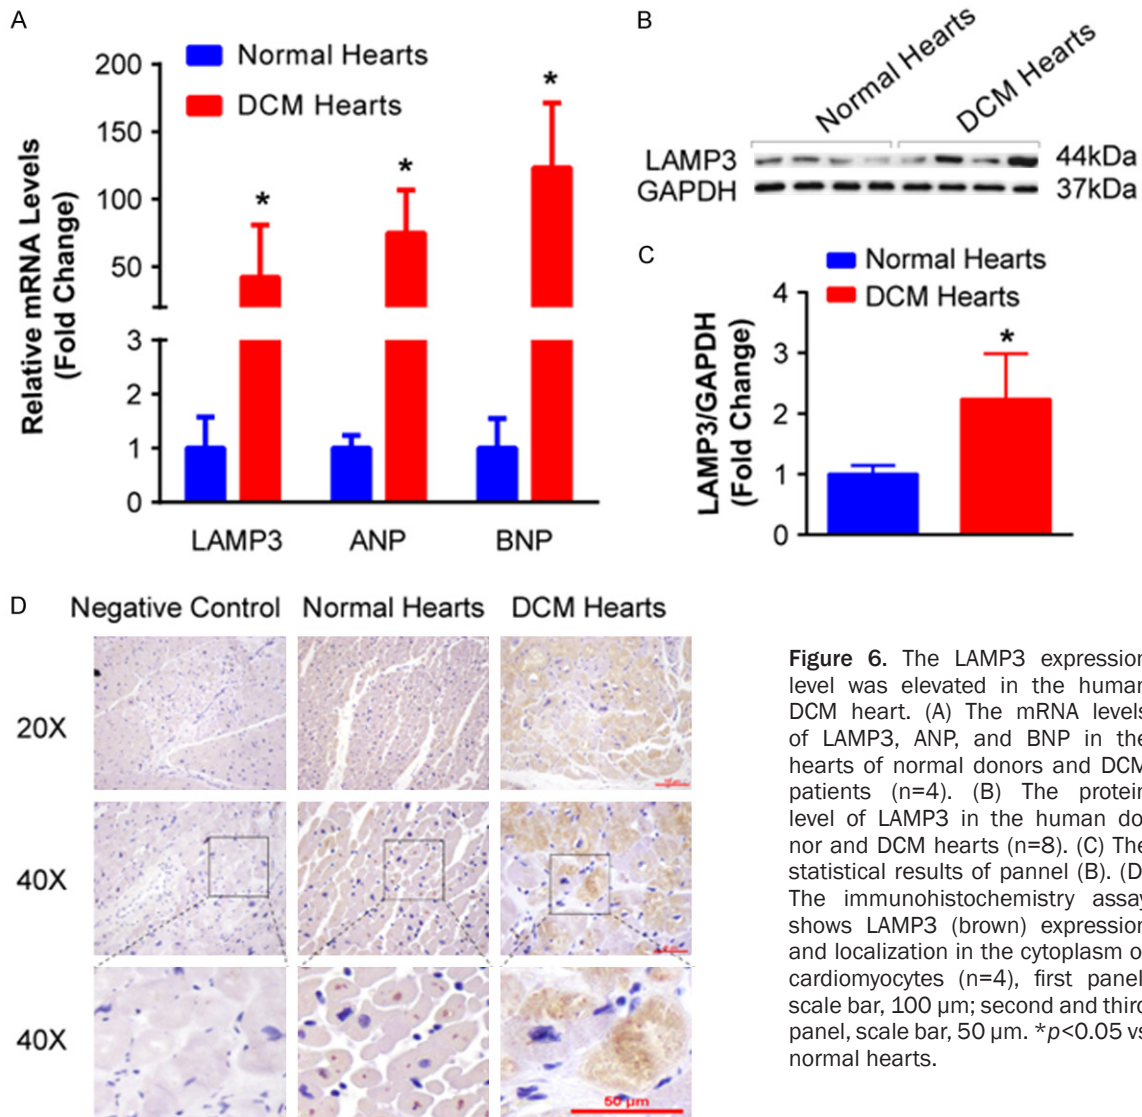 A
Normal Hearts
DCM Hearts
Relative mRNA Levels
(Fold Change)
200
150
100
50
3
2
1
0
*
*
*
LAMP3
ANP
BNP
B
Normal Hearts
DCM Hearts
LAMP3
44kDa
GAPDH
37kDa
C
Normal Hearts
DCM Hearts
LAMP3/GAPDH
(Fold Change)
4
3
2
1
0
*
D
Negative Control
Normal Hearts
DCM Hearts
20X
40X
40X
50 μm
Figure 6. The LAMP3 expression
level was elevated in the human
DCM heart. (A) The mRNA levels
of LAMP3, ANP, and BNP in the
hearts of normal donors and DCM
patients (n=4). (B) The protein
level of LAMP3 in the human do
nor and DCM hearts (n=8). (C) The
statistical results of pannel (B). (D
The immunohistochemistry assay
shows LAMP3 (brown) expression
and localization in the cytoplasm o
cardiomyocytes (n=4), first panel
scale bar, 100 μm; second and third
panel, scale bar, 50 μm. *p<0.05 vs
normal hearts.